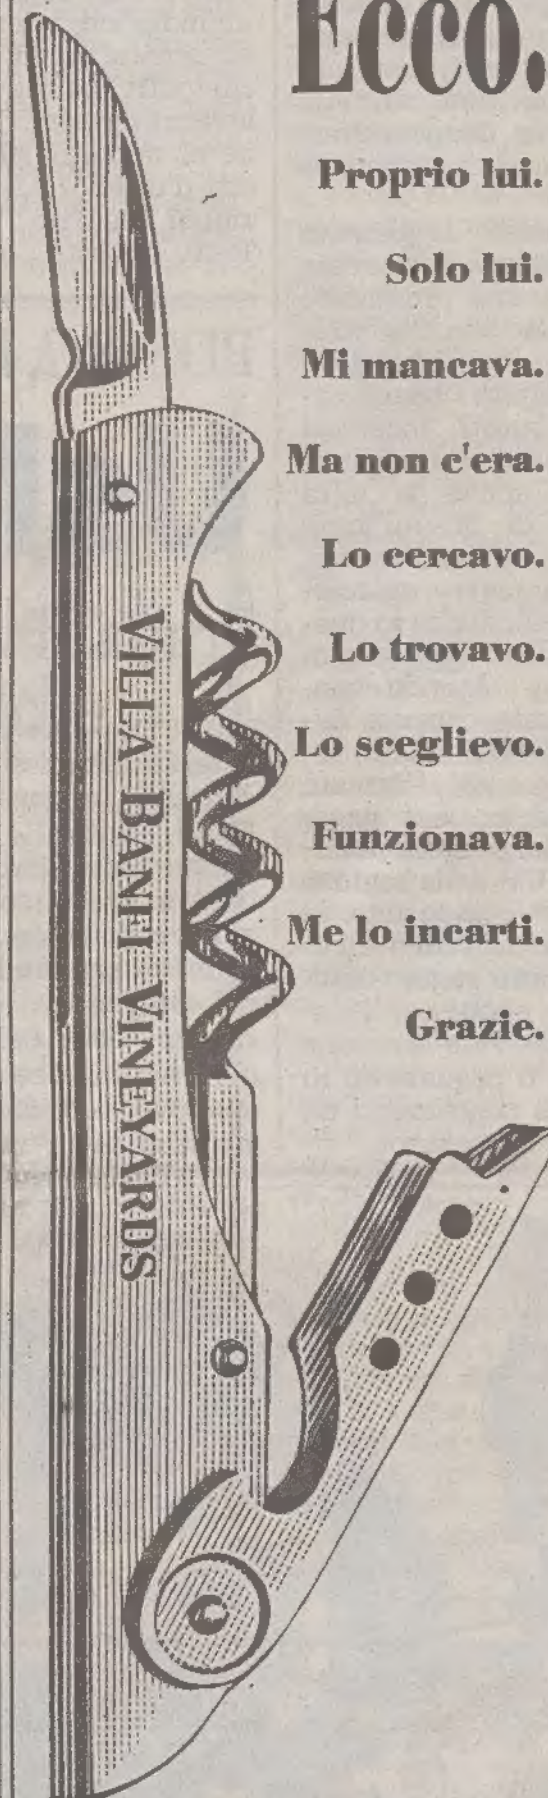 Ecco.
Proprio lui.
Solo lui.
Mi mancava.
Ma non c'era.
Lo cercavo.
Lo trovavo.
Lo sceglievo.
Funzionava.
Me lo incarti.
Grazie.
VILLA BANFI VINEYARDS